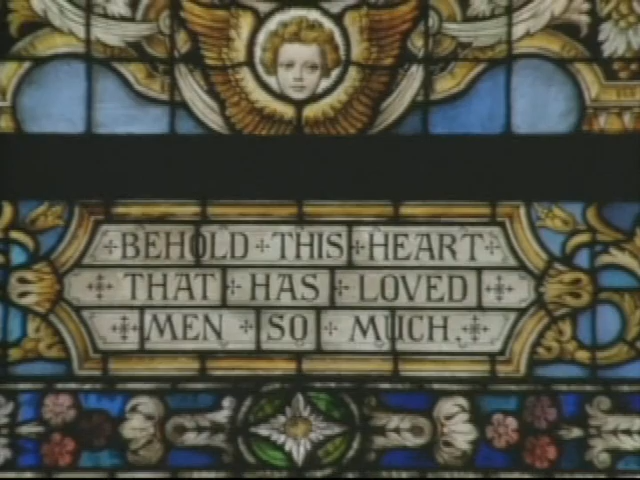 BEHOLD THIS HEART
THAT HAS LOVED
MEN SO MUCH.